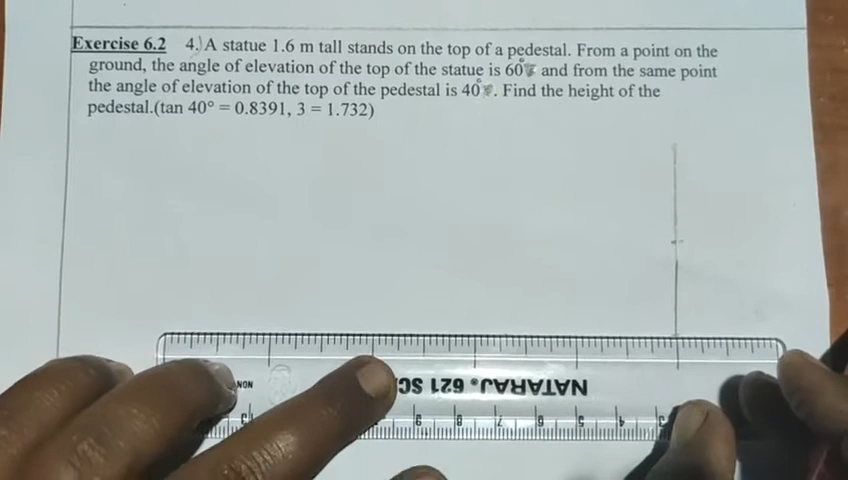 Exercise 6.2 4.)A statue 1.6 m tall stands on the top of a pedestal. From a point on the
ground, the angle of elevation of the top of the statue is 60° and from the same point
the angle of elevation of the top of the pedestal is 40°. Find the height of the
pedestal.(tan 40° = 0.8391, 3 = 1.732)
NATARAJ® 621 SC
NON